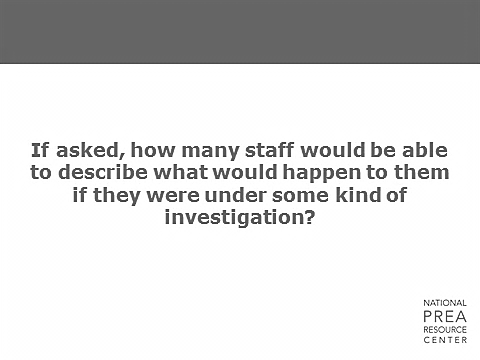 If asked, how many staff would be able
to describe what would happen to them
if they were under some kind of
investigation?
NATIONAL
PREA
RESOURCE
CENTER